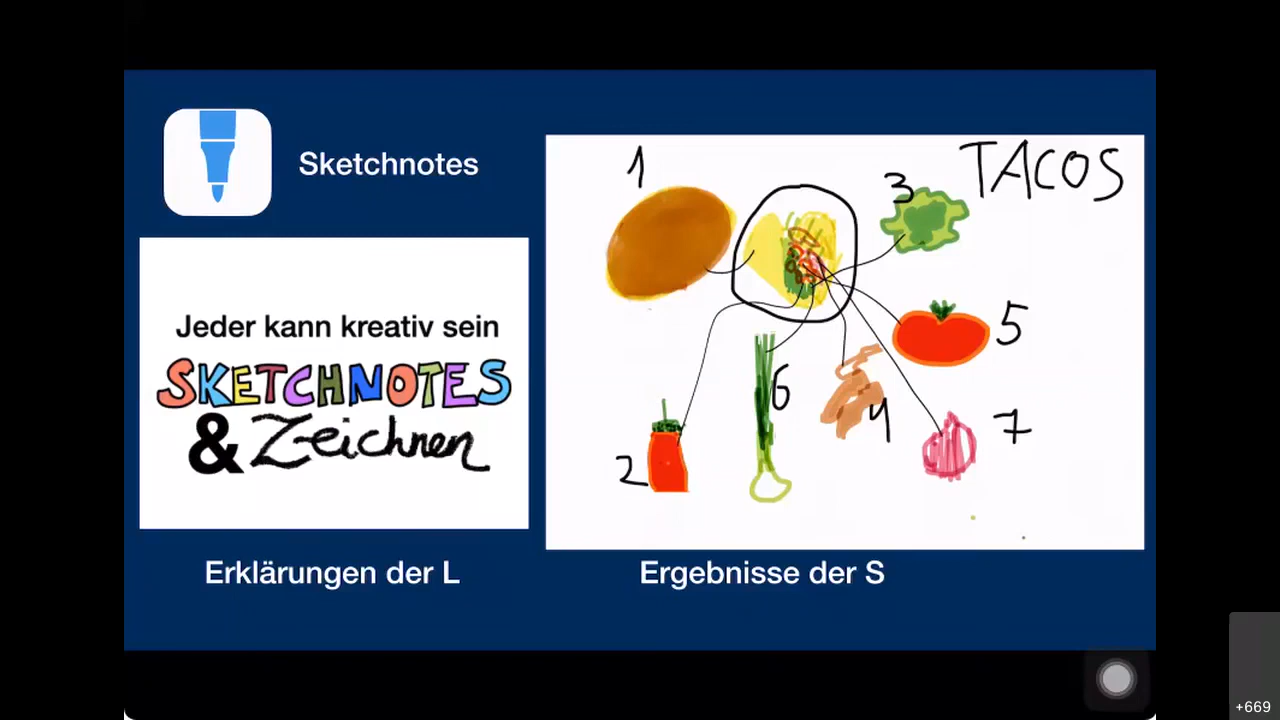 Sketchnotes
Jeder kann kreativ sein
SKETCHNOTES
& Zeichnen
Erklärungen der L
TACOS
1
3
5
6
4
2
7
Ergebnisse der S
+669